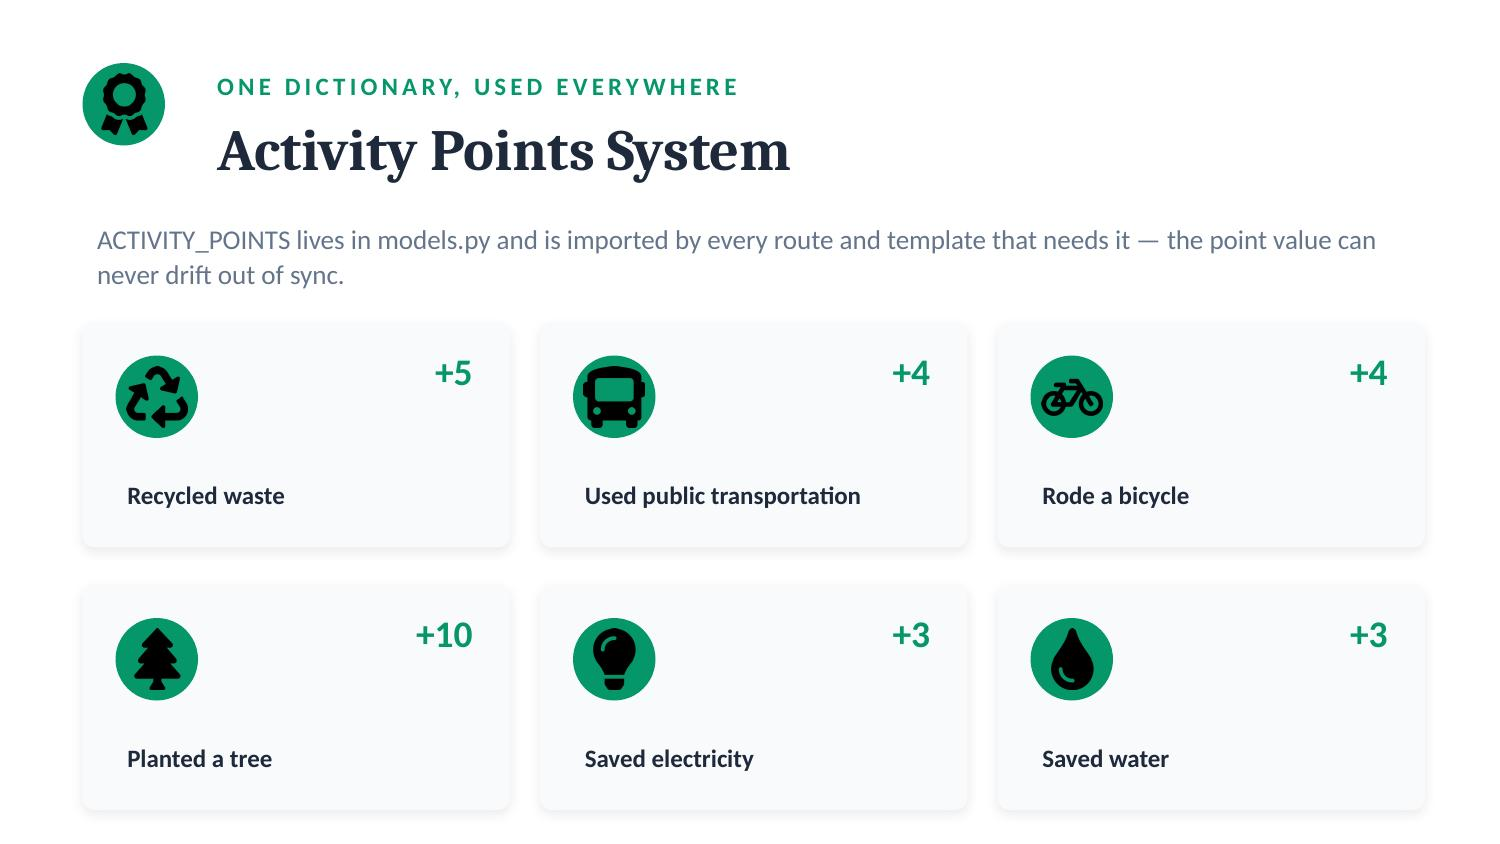 ONE DICTIONARY, USED EVERYWHERE
Activity Points System
ACTIVITY_POINTS lives in models.py and is imported by every route and template that needs it — the point value can
never drift out of sync.
+5
Recycled waste
+4
Used public transportation
+4
Rode a bicycle
+10
Planted a tree
+3
Saved electricity
+3
Saved water